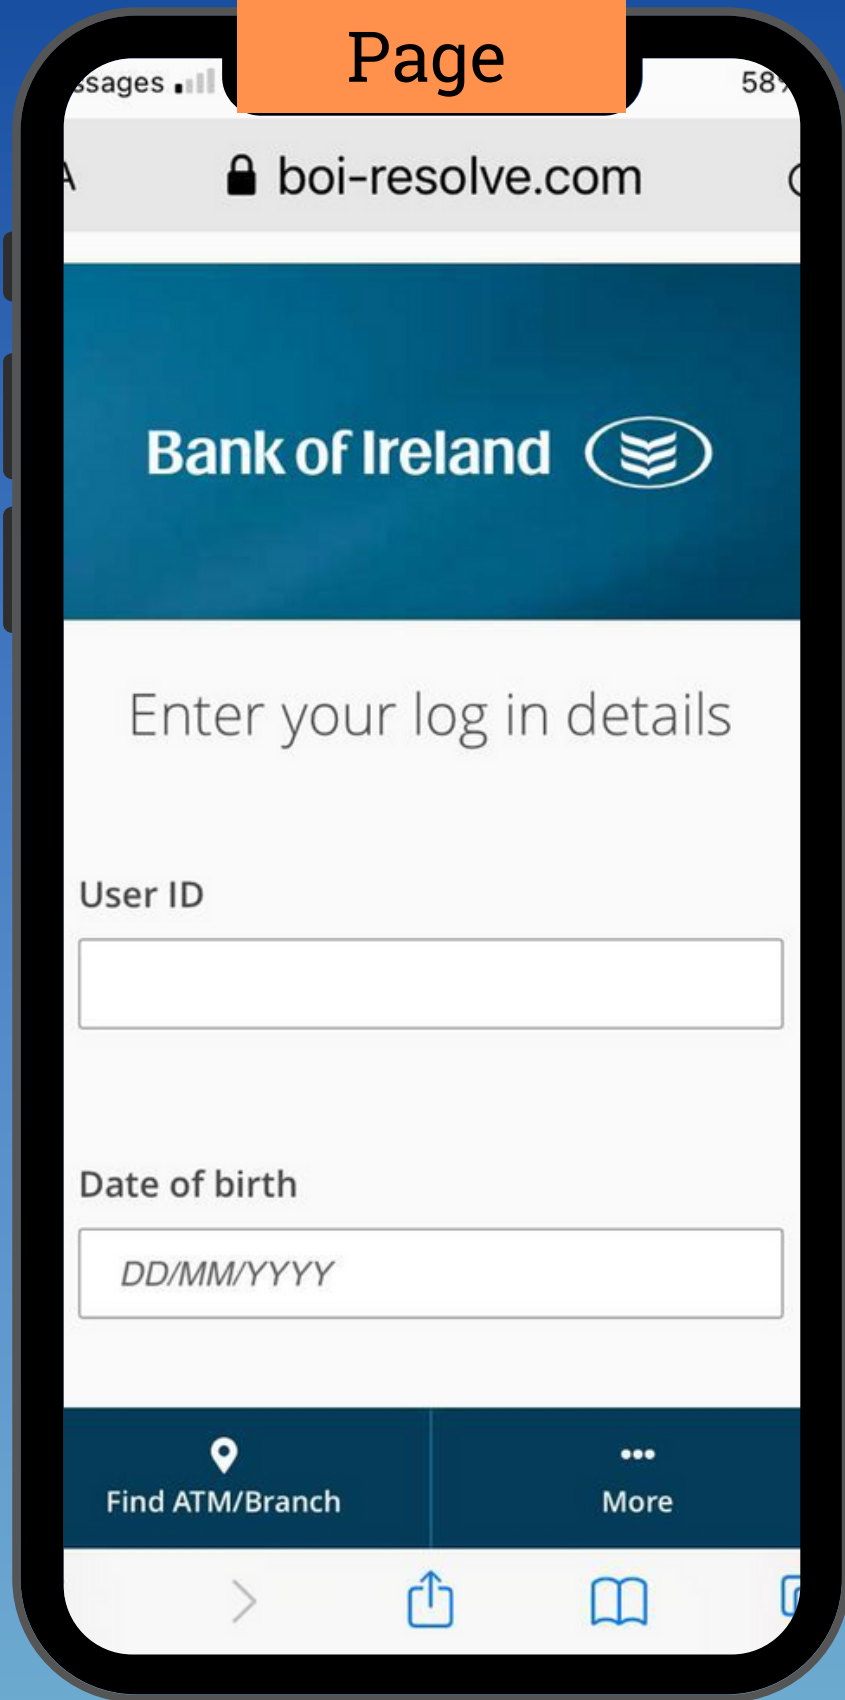 Page
ssages
58%
A
boi-resolve.com
Bank of Ireland
Enter your log in details
User ID
Date of birth
DD/MM/YYYY
Find ATM/Branch
More